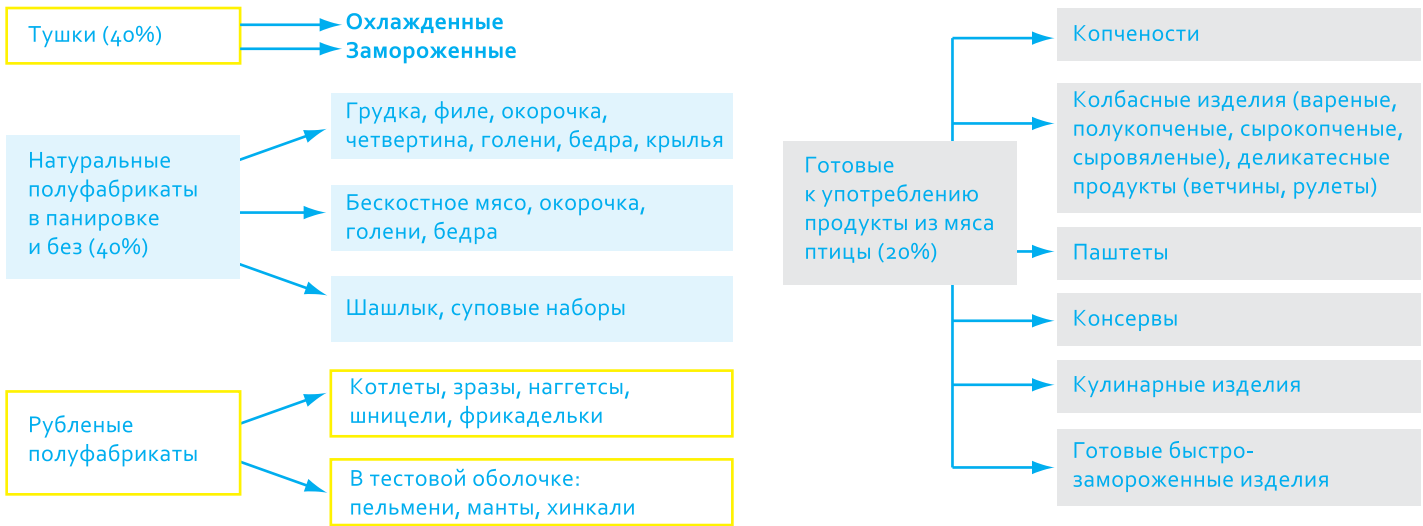 Тушки (40%)
Охлажденные
Замороженные
Натуральные
полуфабрикаты
в панировке
и без (40%)
Грудка, филе, окорочка,
четвертина, голени, бедра, крылья
Бескостное мясо, окорочка,
голени, бедра
Шашлык, суповые наборы
Рубленые
полуфабрикаты
Котлеты, зразы, наггетсы,
шницели, фрикадельки
В тестовой оболочке:
пельмени, манты, хинкали
Готовые
к употреблению
продукты из мяса
птицы (20%)
Копчености
Колбасные изделия (вареные,
полукопченые, сырокопченые,
сыровяленые), деликатесные
продукты (ветчины, рулеты)
Паштеты
Консервы
Кулинарные изделия
Готовые быстро-
замороженные изделия